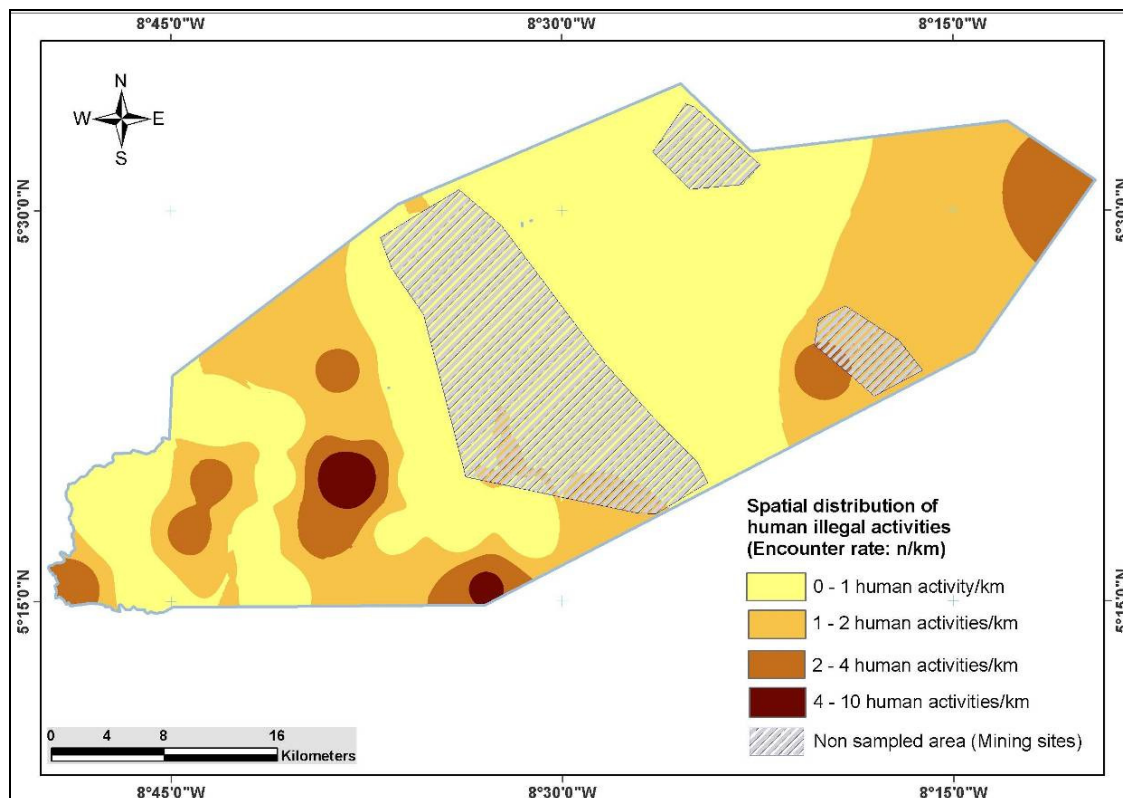 8°45'0"W 8°30'0"W 8°15'0"W
N
W E
S
5°30'0"N 5°30'0"N
5°15'0"N 5°15'0"N
Spatial distribution of
human illegal activities
(Encounter rate: n/km)
0 - 1 human activity/km
1 - 2 human activities/km
2 - 4 human activities/km
4 - 10 human activities/km
Non sampled area (Mining sites)
0 4 8 16
Kilometers
8°45'0"W 8°30'0"W 8°15'0"W